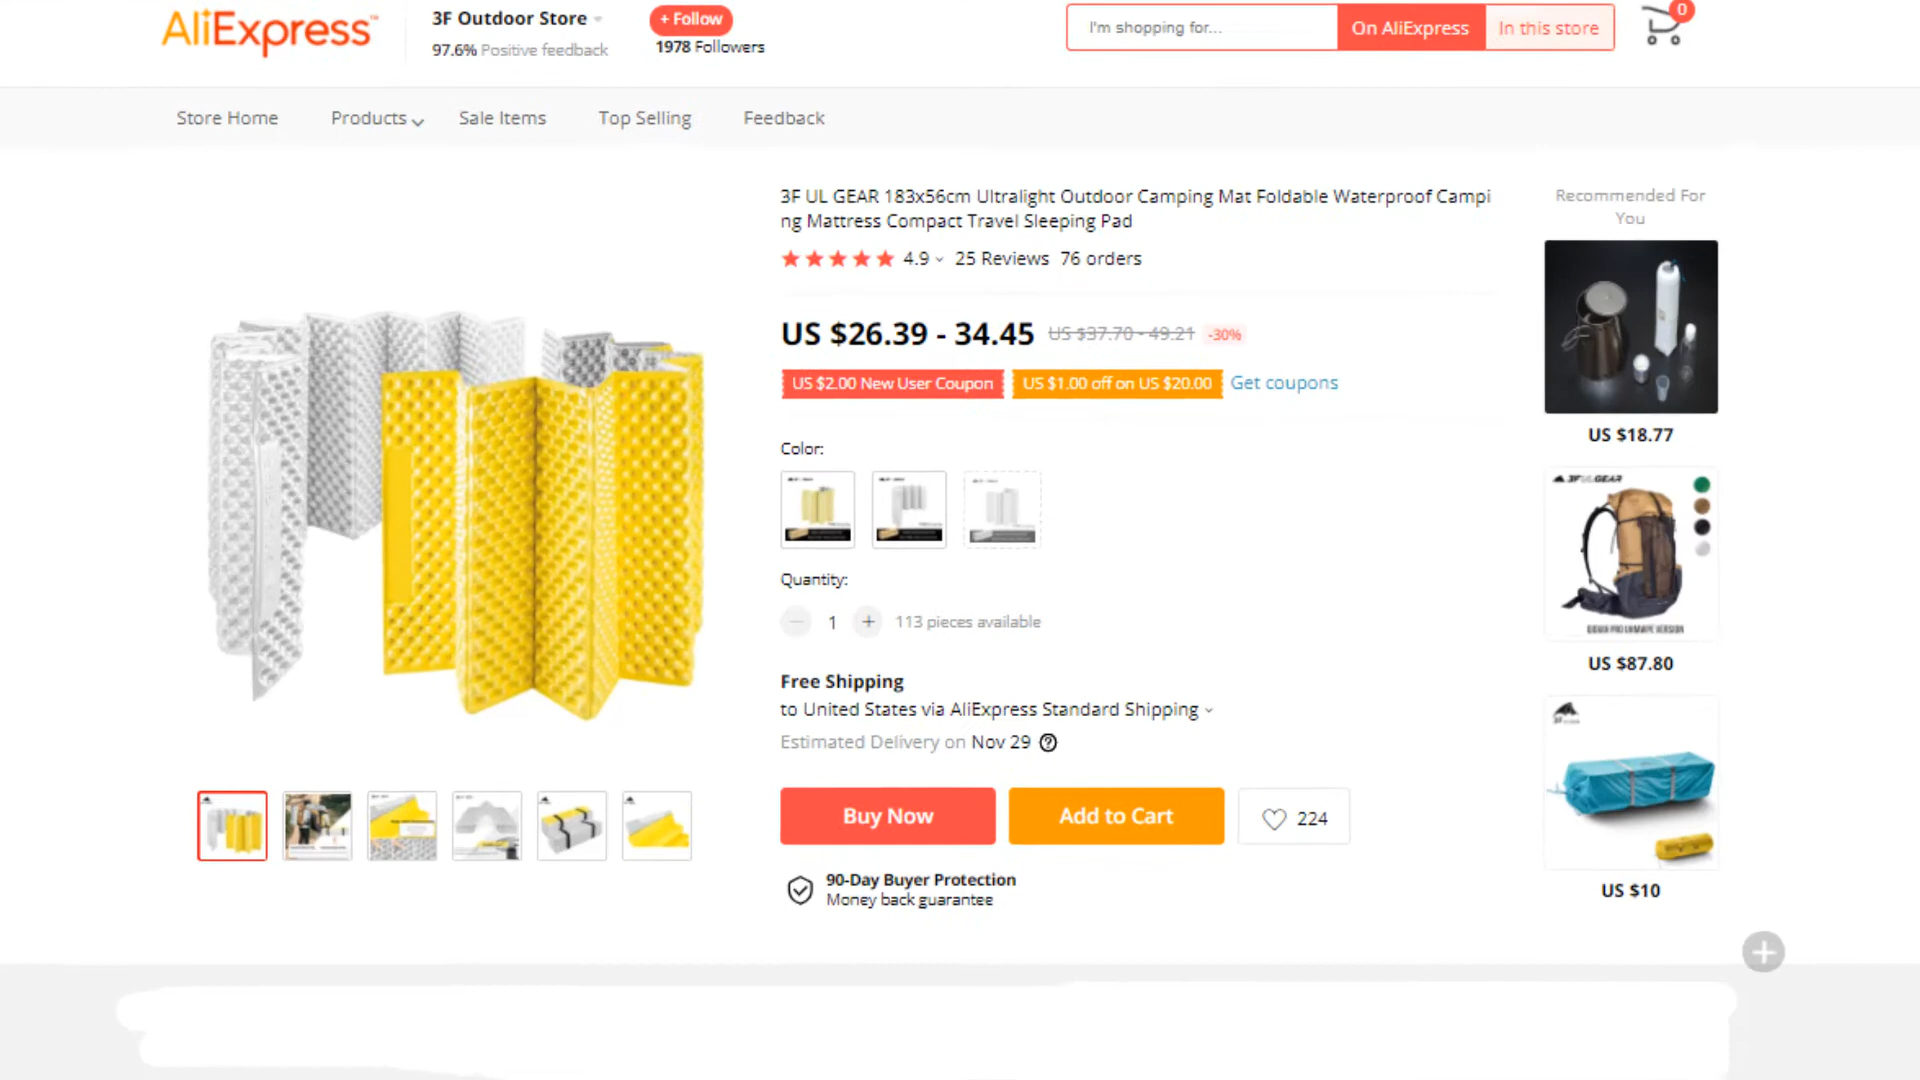 AliExpress™
3F Outdoor Store
97.6% Positive feedback
+ Follow
1978 Followers
I'm shopping for...
On AliExpress
In this store
0
Store Home
Products
Sale Items
Top Selling
Feedback
3F UL GEAR 183x56cm Ultralight Outdoor Camping Mat Foldable Waterproof Campi
ng Mattress Compact Travel Sleeping Pad
4.9
25 Reviews
76 orders
US $26.39 - 34.45
US $37.70 - 49.21
-30%
US $2.00 New User Coupon
US $1.00 off on US $20.00
Get coupons
Color:
Quantity:
1
+
113 pieces available
Free Shipping
to United States via AliExpress Standard Shipping
Estimated Delivery on Nov 29
Buy Now
Add to Cart
224
90-Day Buyer Protection
Money back guarantee
Recommended For
You
US $18.77
3F UL GEAR
US $87.80
US $10